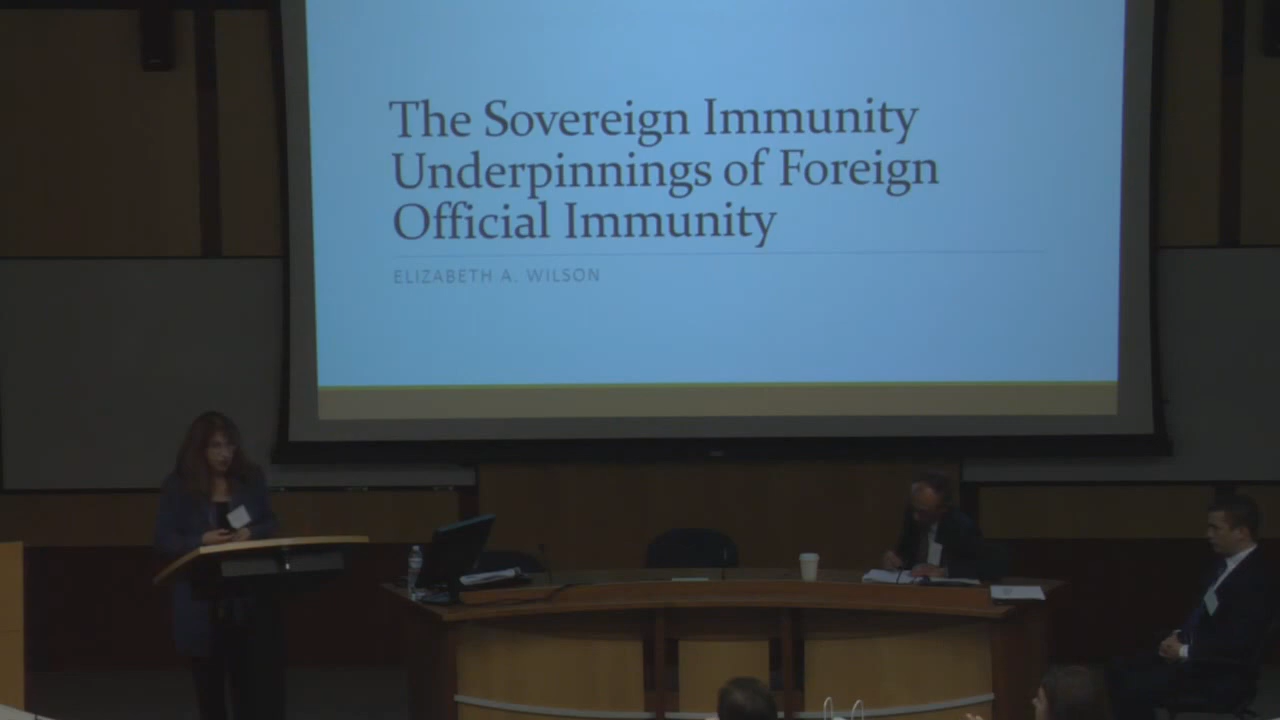 The Sovereign Immunity
Underpinnings of Foreign
Official Immunity
ELIZABETH A. WILSON